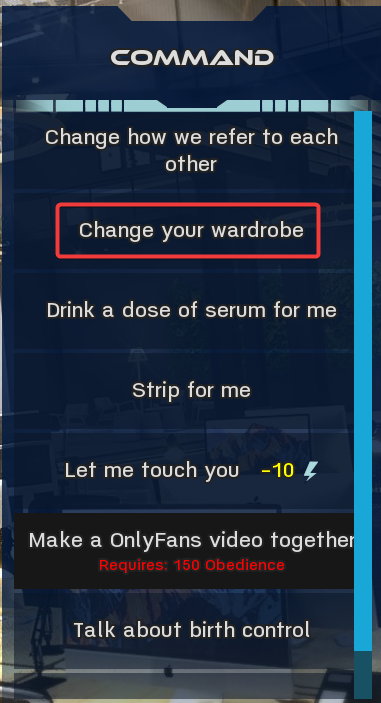 COMMAND
Change how we refer to each
other
Change your wardrobe
Drink a dose of serum for me
Strip for me
Let me touch you -10
Make a OnlyFans video together
Requires: 150 Obedience
Talk about birth control